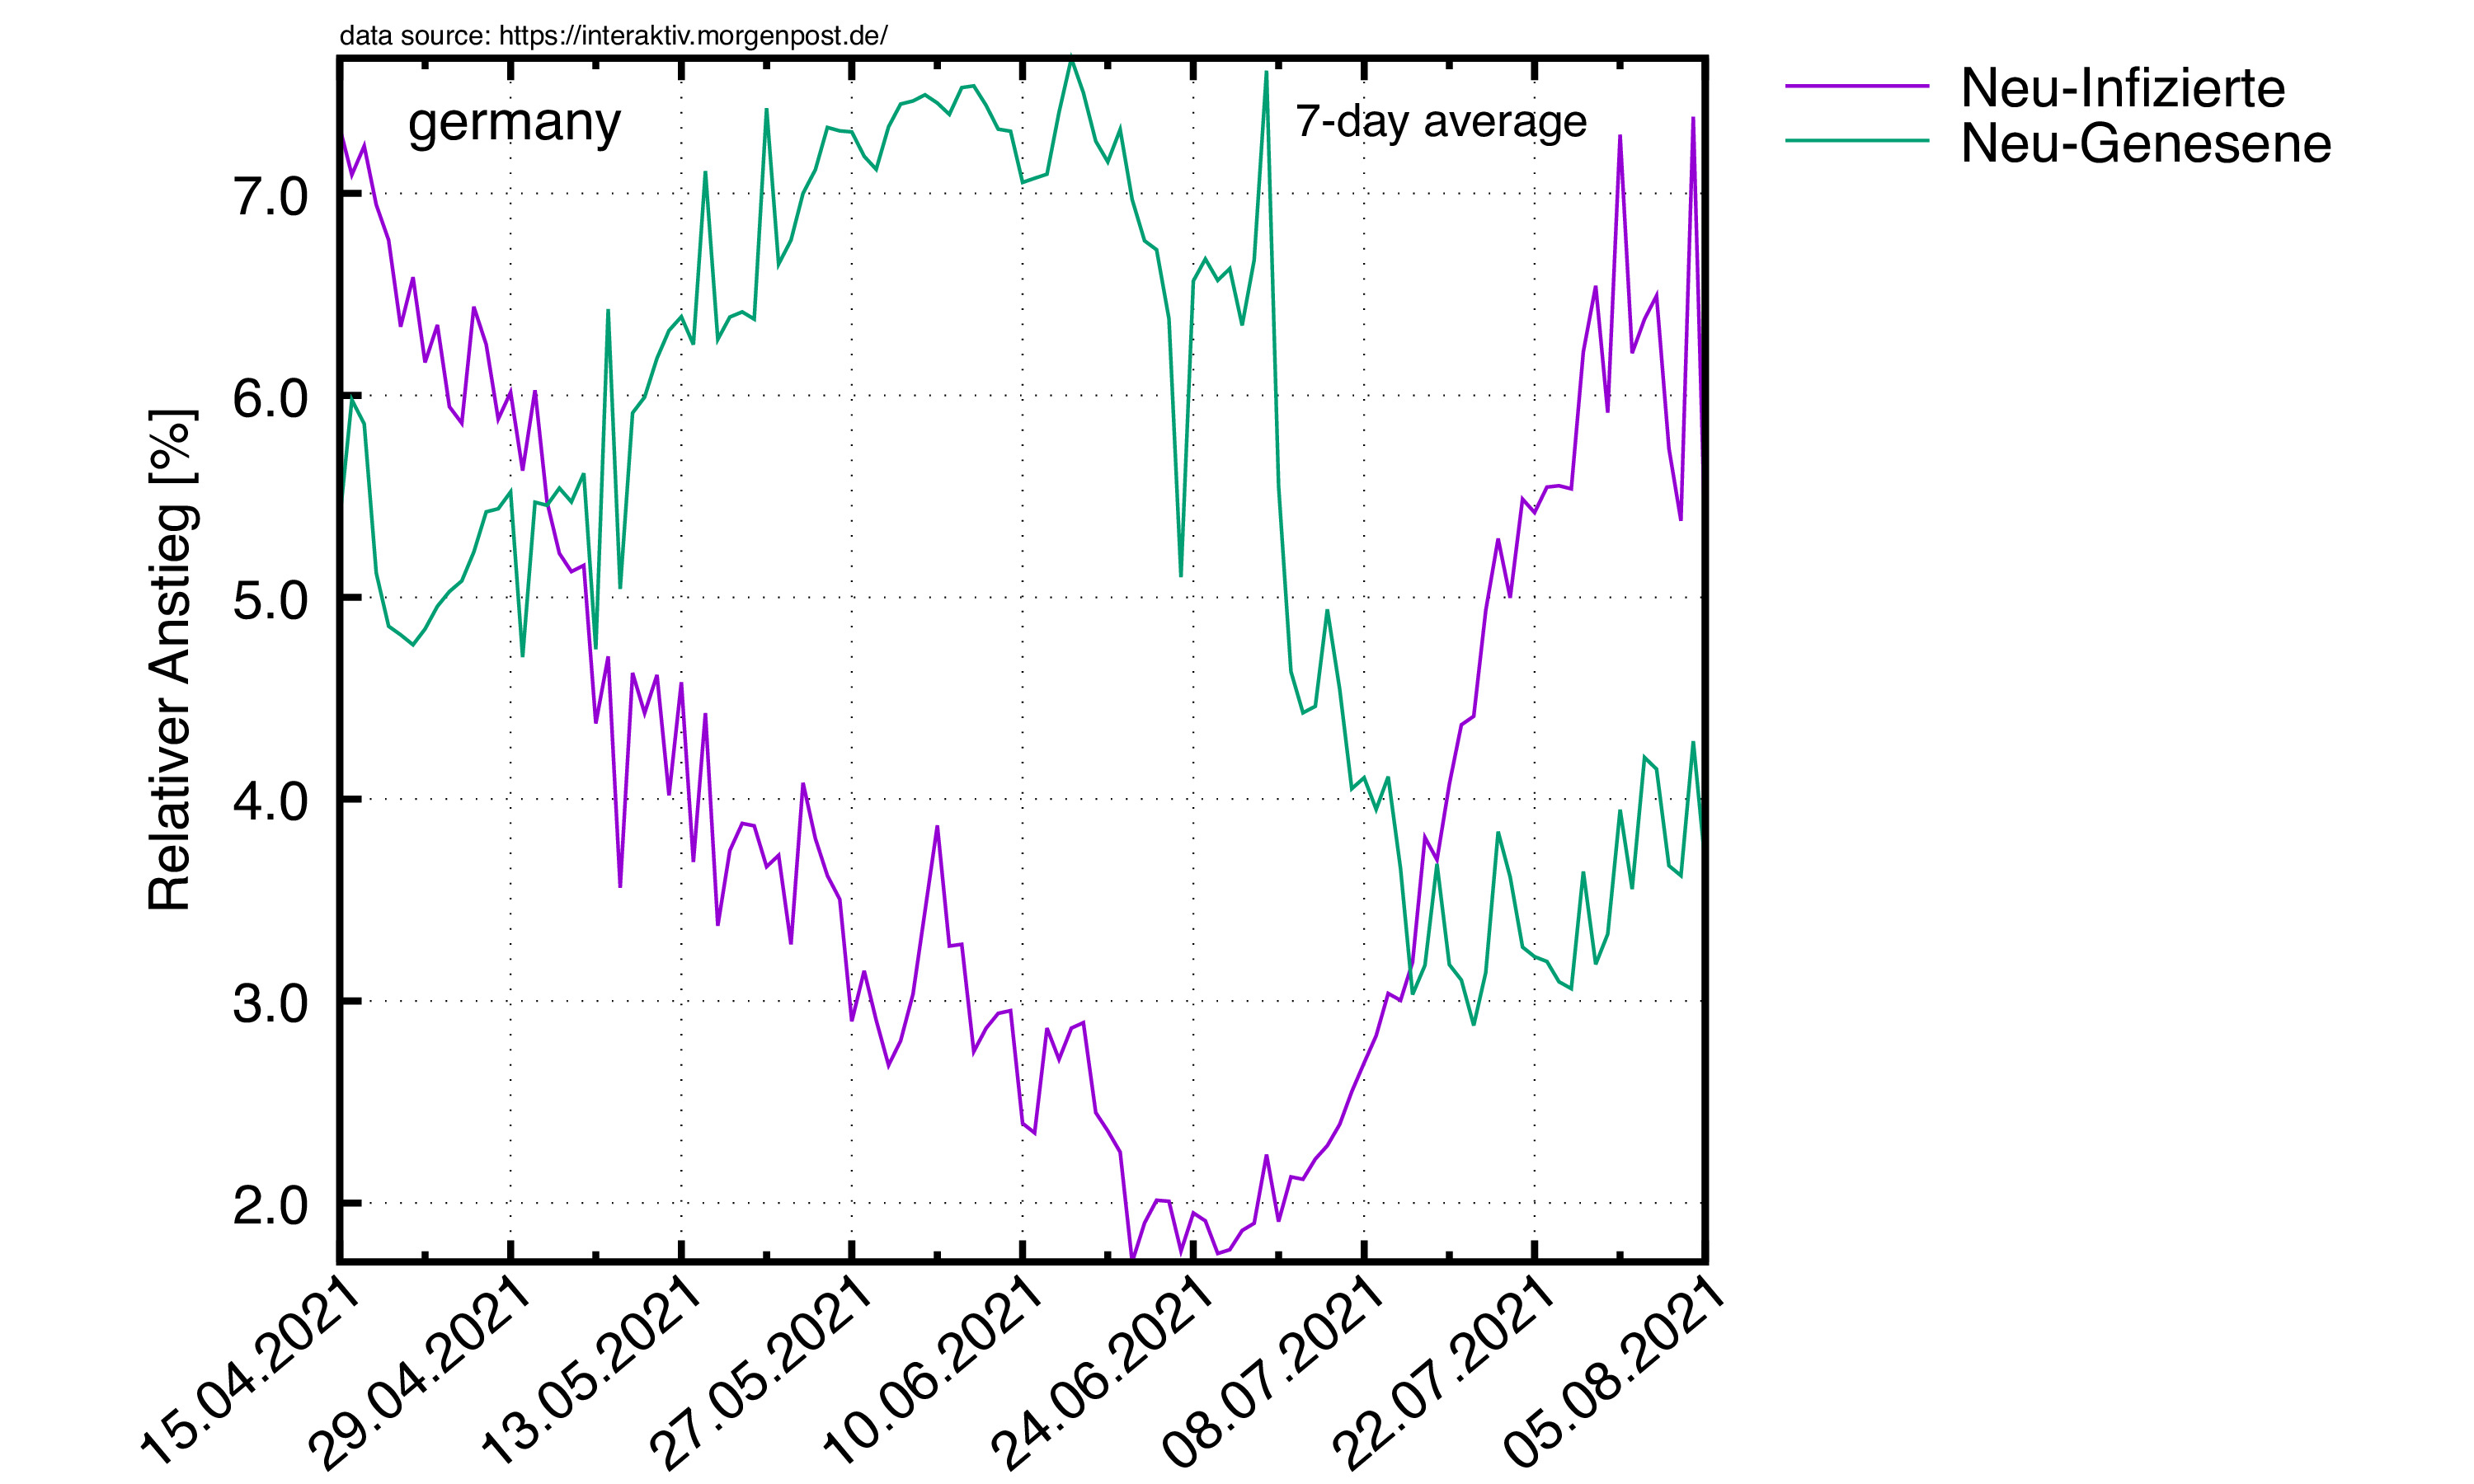 data source: https://interaktiv.morgenpost.de/
germany
7-day average
Neu-Infizierte
Neu-Genesene
Relativer Anstieg [%]
7.0
6.0
5.0
4.0
3.0
2.0
15.04.2021
29.04.2021
13.05.2021
27.05.2021
10.06.2021
24.06.2021
08.07.2021
22.07.2021
05.08.2021